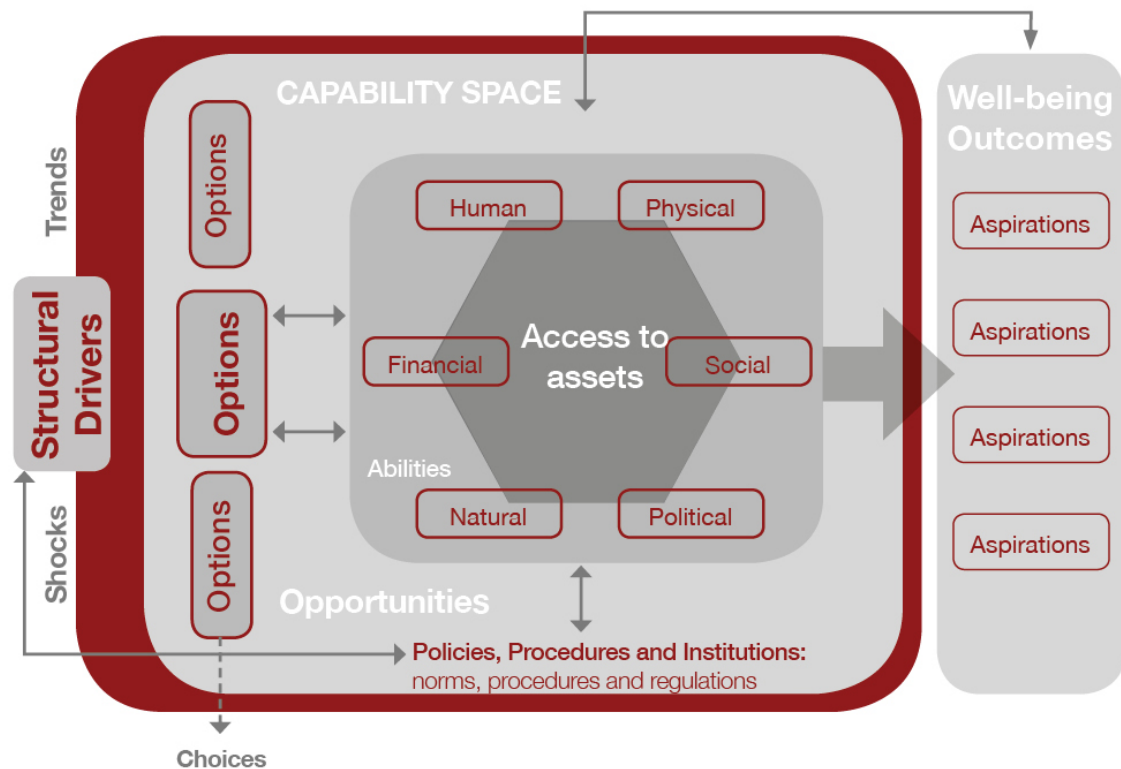 CAPABILITY SPACE
Well-being
Outcomes
Trends
Options
Human
Physical
Aspirations
Structural
Drivers
Options
Financial
Access to
assets
Social
Aspirations
Aspirations
Abilities
Natural
Political
Shocks
Options
Aspirations
Opportunities
Policies, Procedures and Institutions:
norms, procedures and regulations
Choices